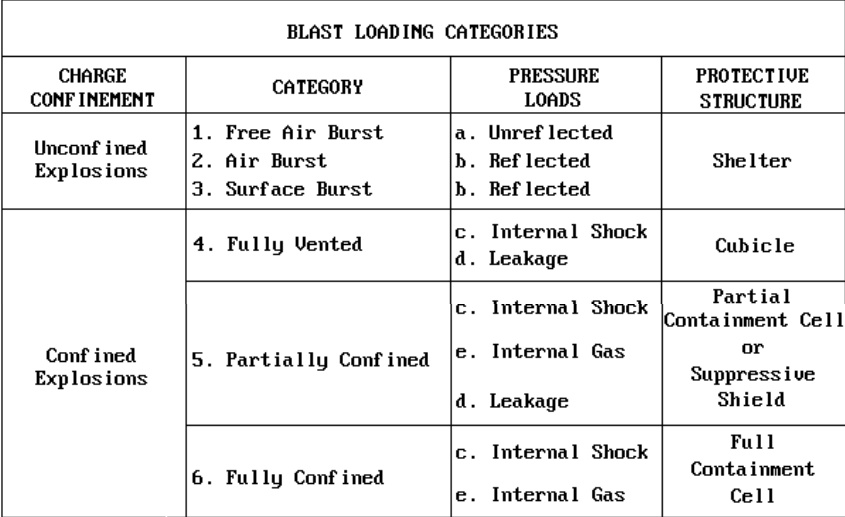 BLAST LOADING CATEGORIES
CHARGE
CONFINEMENT
CATEGORY
PRESSURE
LOADS
PROTECTIVE
STRUCTURE
Unconfined
Explosions
1. Free Air Burst
2. Air Burst
3. Surface Burst
a. Unreflected
b. Reflected
b. Reflected
Shelter
Confined
Explosions
4. Fully Vented
c. Internal Shock
d. Leakage
Cubicle
5. Partially Confined
c. Internal Shock
e. Internal Gas
d. Leakage
Partial
Containment Cell
or
Suppressive
Shield
6. Fully Confined
c. Internal Shock
e. Internal Gas
Full
Containment
Cell